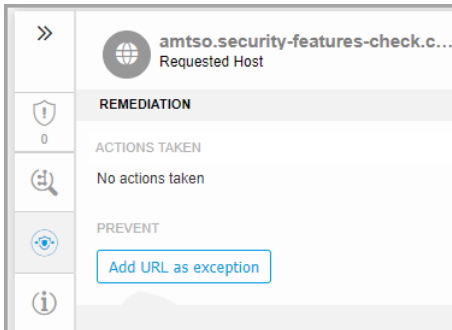 amtso.security-features-check.c...
Requested Host
REMEDIATION
0
ACTIONS TAKEN
No actions taken
PREVENT
Add URL as exception